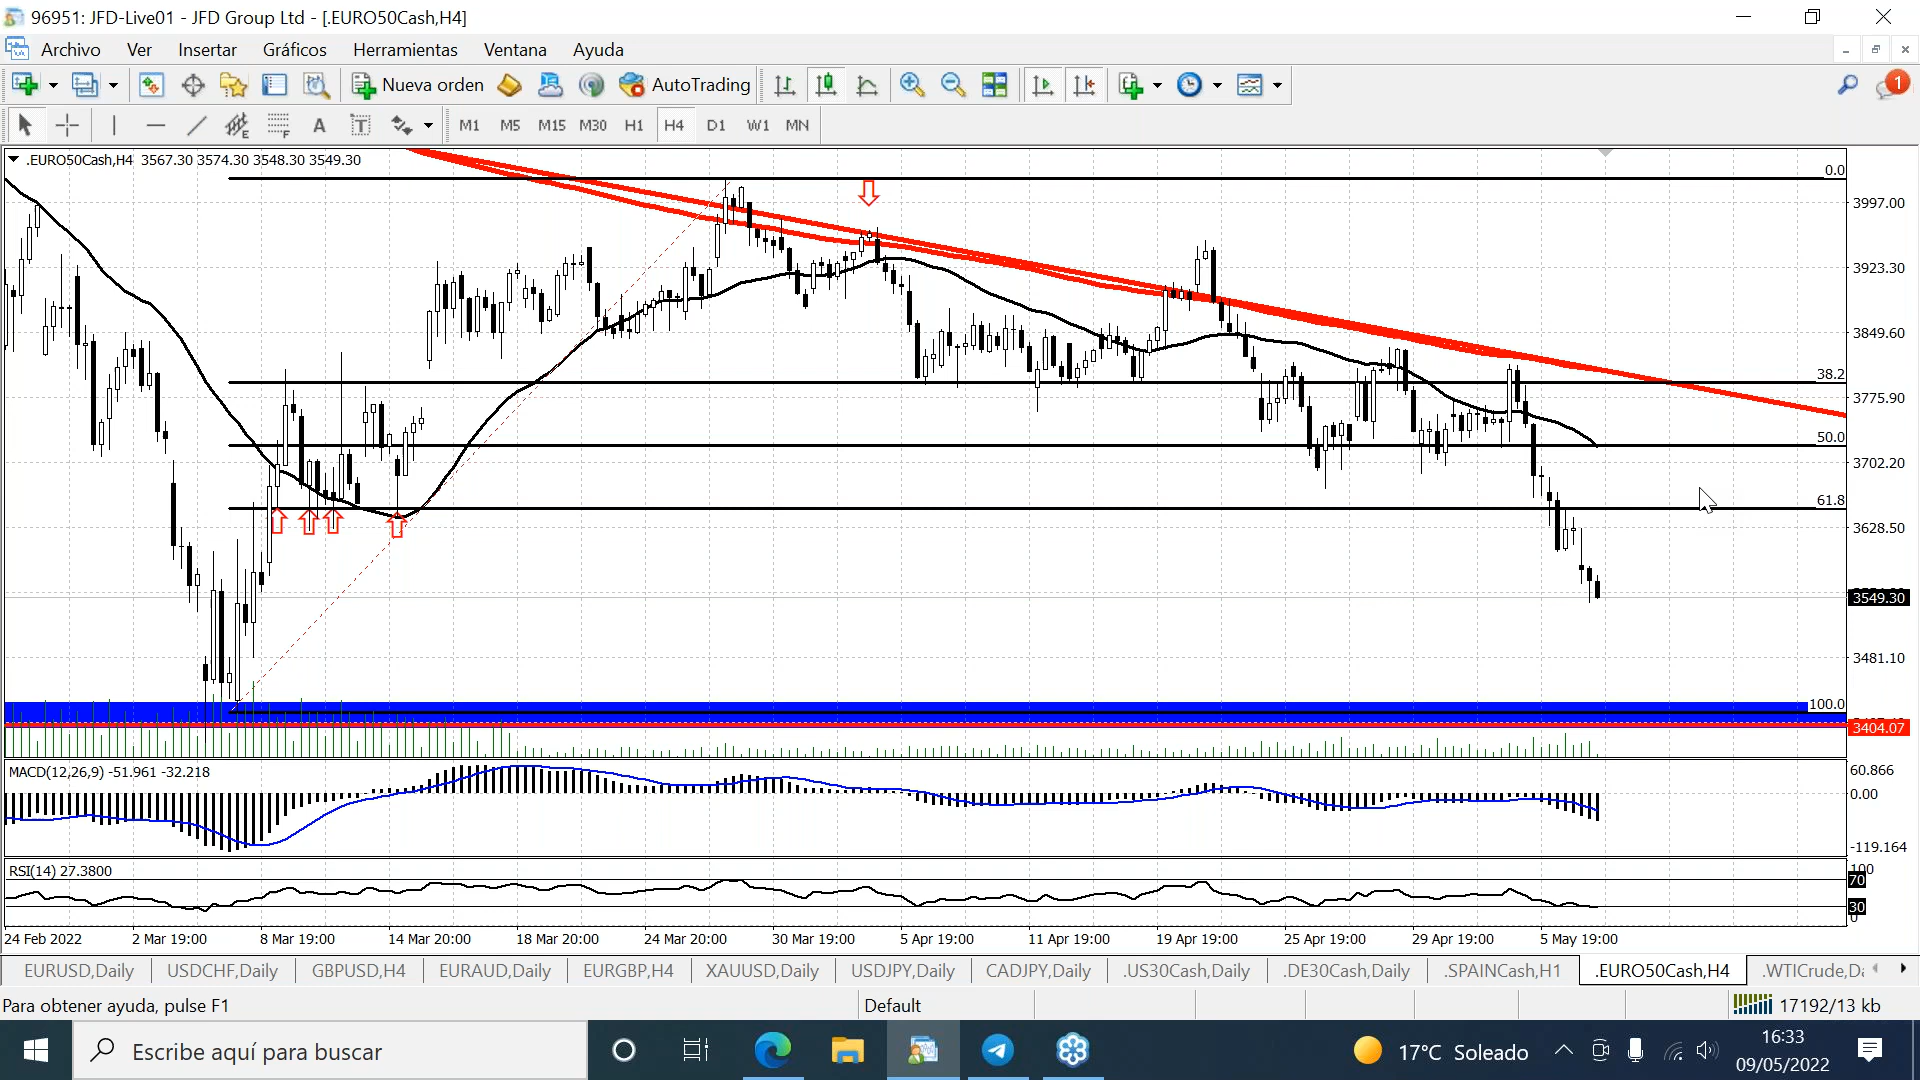 96951: JFD-Live01 - JFD Group Ltd - [.EURO50Cash,H4]
Archivo Ver Insertar Gráficos Herramientas Ventana Ayuda
Nueva orden AutoTrading 1
E F A T M1 M5 M15 M30 H1 H4 D1 W1 MN
.EURO50Cash,H4 3567.30 3574.30 3548.30 3549.30
0.0
3997.00
3923.30
3849.60
38.2
3775.90
50.0
3702.20
61.8
3628.50
3549.30
3481.10
100.0
3404.07
MACD(12,26,9) -51.961 -32.218
60.866
0.00
-119.164
RSI(14) 27.3800
100
70
30
0
24 Feb 2022 2 Mar 19:00 8 Mar 19:00 14 Mar 20:00 18 Mar 20:00 24 Mar 20:00 30 Mar 19:00 5 Apr 19:00 11 Apr 19:00 19 Apr 19:00 25 Apr 19:00 29 Apr 19:00 5 May 19:00
EURUSD,Daily USDCHF,Daily GBPUSD,H4 EURAUD,Daily EURGBP,H4 XAUUSD,Daily USDJPY,Daily CADJPY,Daily .US30Cash,Daily .DE30Cash,Daily .SPAINCash,H1 .EURO50Cash,H4 .WTICrude,Da
Para obtener ayuda, pulse F1 Default 17192/13 kb
Escribe aquí para buscar 17°C Soleado 16:33
09/05/2022